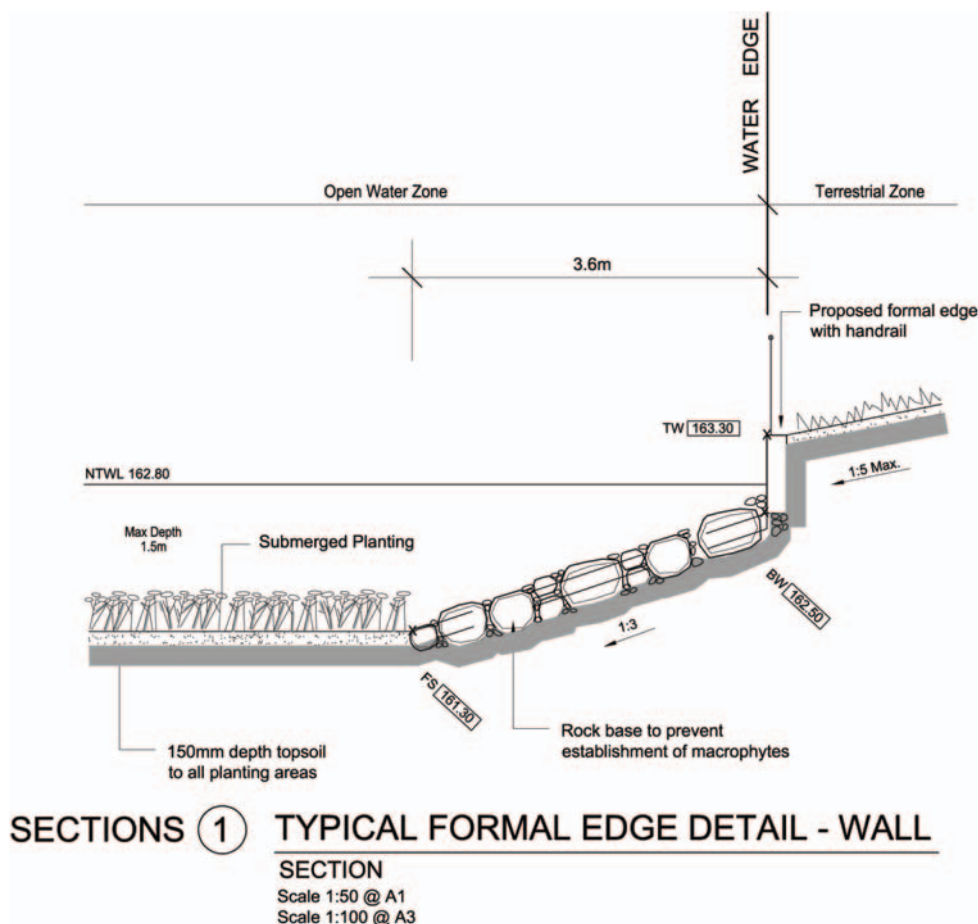 WATER EDGE
Open Water Zone
Terrestrial Zone
3.6m
Proposed formal edge
with handrail
TW 163.30
NTWL 162.80
1:5 Max.
Max Depth
1.5m
Submerged Planting
BW 162.50
1:3
FS 161.30
Rock base to prevent
establishment of macrophytes
150mm depth topsoil
to all planting areas
SECTIONS 1 TYPICAL FORMAL EDGE DETAIL - WALL
SECTION
Scale 1:50 @ A1
Scale 1:100 @ A3